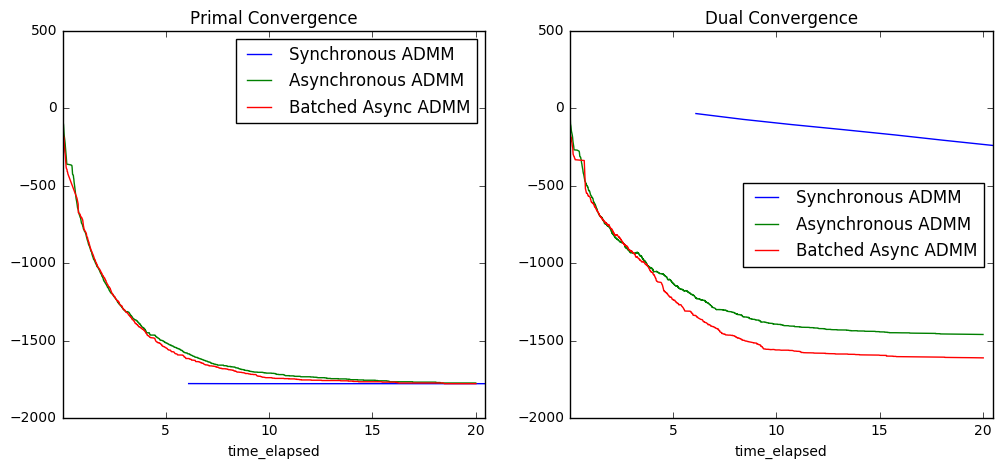 Primal Convergence
500
0
−500
−1000
−1500
−2000
5
10
15
20
time_elapsed
Synchronous ADMM
Asynchronous ADMM
Batched Async ADMM
Dual Convergence
500
0
−500
−1000
−1500
−2000
5
10
15
20
time_elapsed
Synchronous ADMM
Asynchronous ADMM
Batched Async ADMM